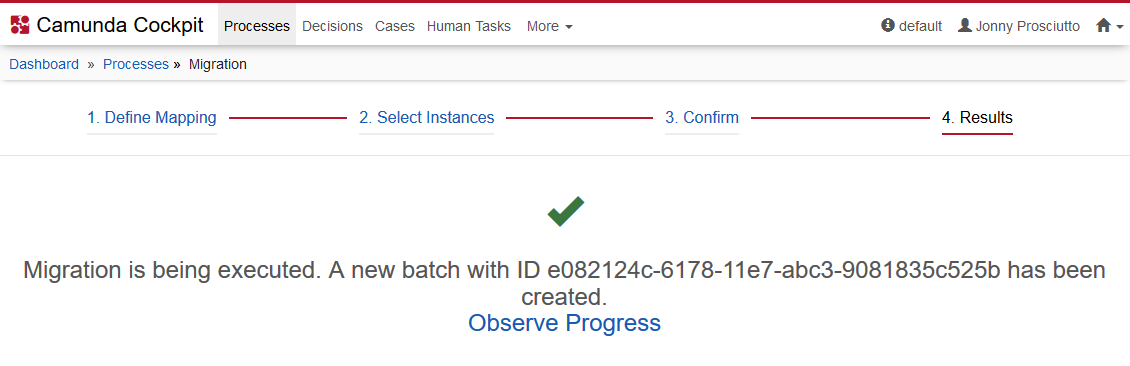 Camunda Cockpit Processes Decisions Cases Human Tasks More default Jonny Prosciutto
Dashboard » Processes » Migration
1. Define Mapping 2. Select Instances 3. Confirm 4. Results
Migration is being executed. A new batch with ID e082124c-6178-11e7-abc3-9081835c525b has been
created.
Observe Progress